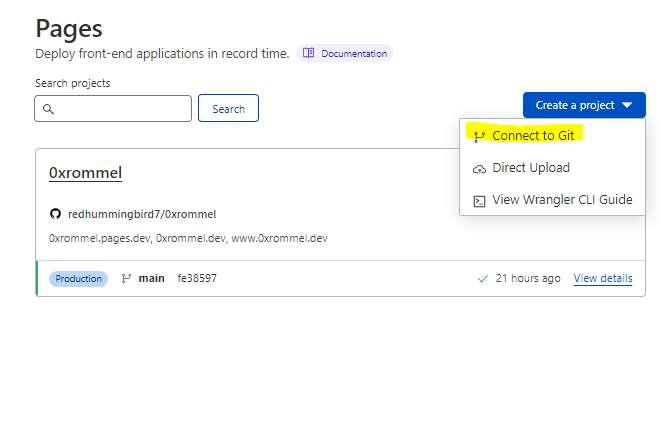 Pages
Deploy front-end applications in record time. Documentation
Search projects
Search
Create a project
Connect to Git
Direct Upload
View Wrangler CLI Guide
0xrommel
redhummingbird7/0xrommel
0xrommel.pages.dev, 0xrommel.dev, www.0xrommel.dev
Production main fe38597 21 hours ago View details